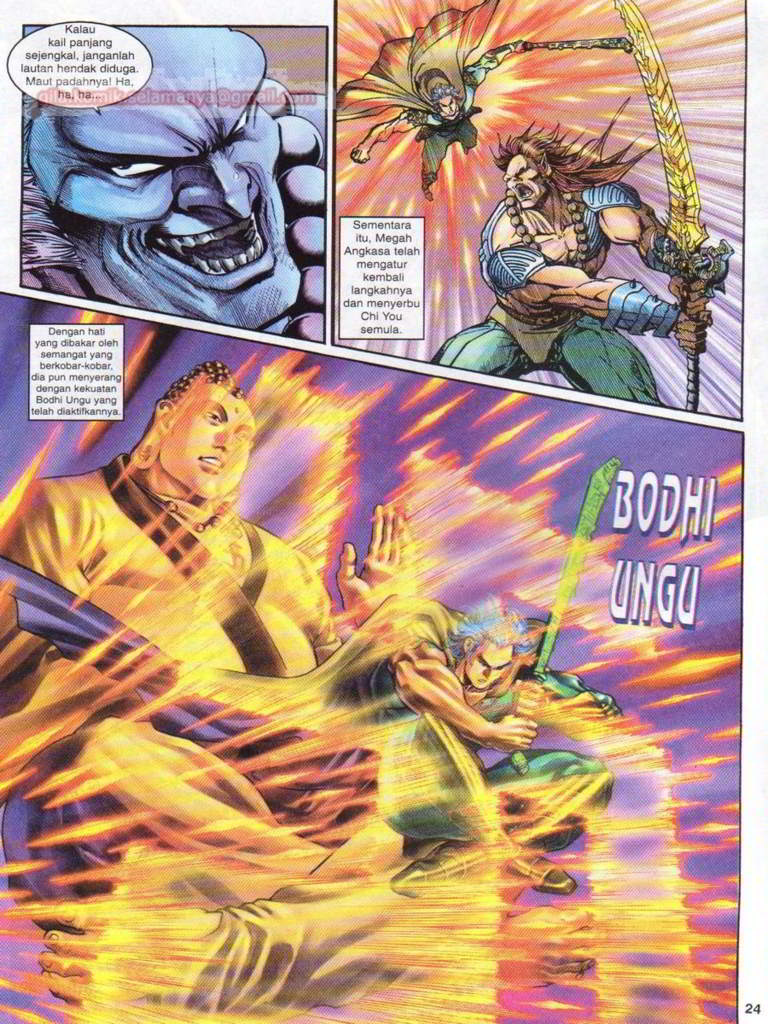 Kalau
kail panjang
sejengkal, janganlah
lautan hendak diduga.
Maut padahnya! Ha,
ha, ha...
Sementara
itu, Megah
Angkasa telah
mengatur
kembali
langkahnya
dan menyerbu
Chi You
semula.
Dengan hati
yang dibakar oleh
semangat yang
berkobar-kobar,
dia pun menyerang
dengan kekuatan
Bodhi Ungu yang
telah diaktifkannya.
BODHI
UNGU
24